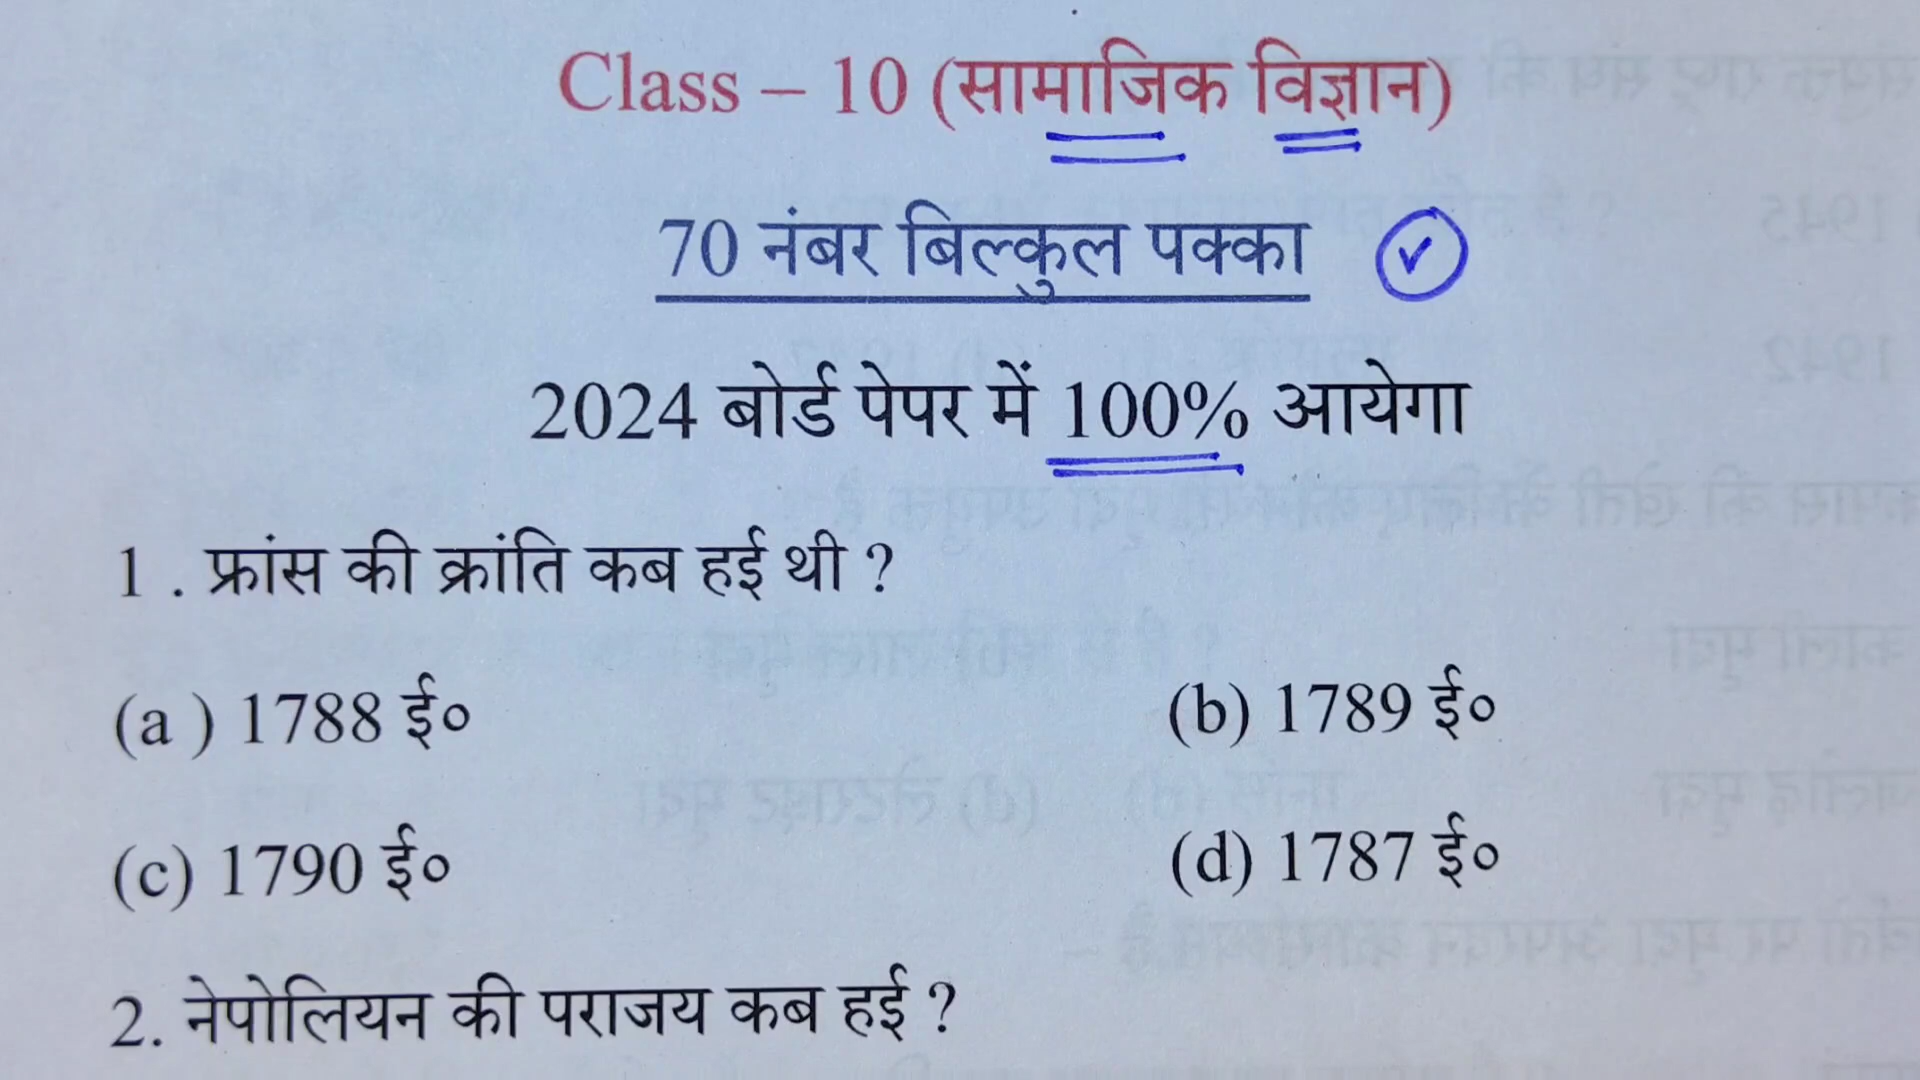 Class – 10 (सामाजिक विज्ञान)
70 नंबर बिल्कुल पक्का
2024 बोर्ड पेपर में 100% आयेगा
1 . फ्रांस की क्रांति कब हई थी ?
(a ) 1788 ई०
(b) 1789 ई०
(c) 1790 ई०
(d) 1787 ई०
2. नेपोलियन की पराजय कब हई ?